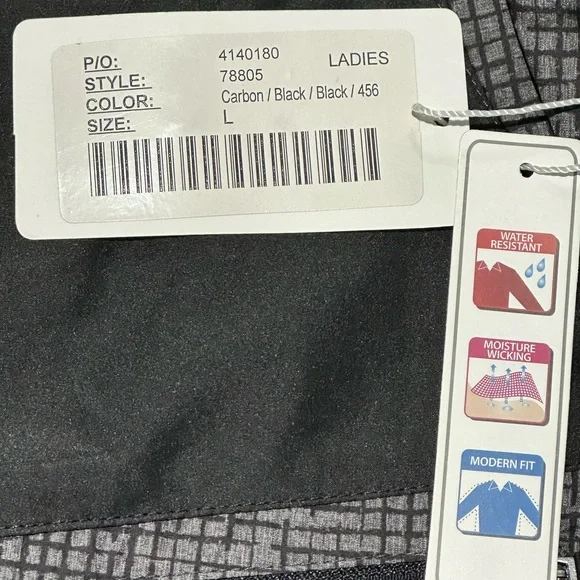 P/O: 4140180 LADIES
STYLE: 78805
COLOR: Carbon / Black / Black / 456
SIZE: L
WATER
RESISTANT
MOISTURE
WICKING
MODERN FIT